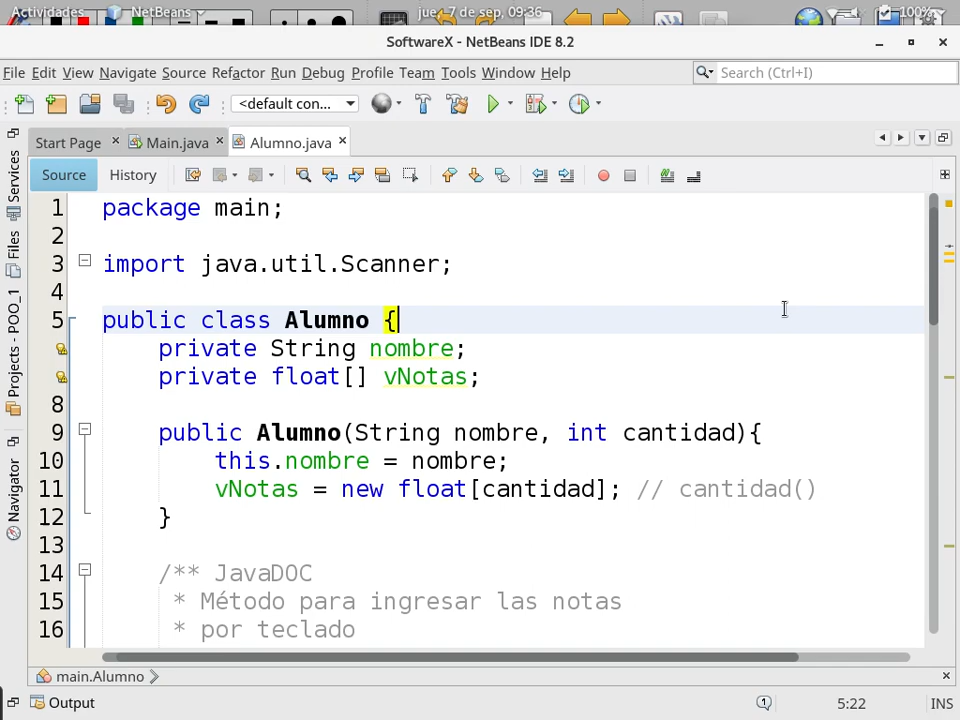 Actividades NetBeans jue, 7 de sep, 09:36 100%
SoftwareX - NetBeans IDE 8.2
File Edit View Navigate Source Refactor Run Debug Profile Team Tools Window Help
Search (Ctrl+I)
<default con...
Start Page
Main.java
Alumno.java
Source History
Services
Files
Projects - POO_1
Navigator
1 package main;
2
3 import java.util.Scanner;
4
5 public class Alumno {
private String nombre;
private float[] vNotas;
8
9 public Alumno(String nombre, int cantidad){
10 this.nombre = nombre;
11 vNotas = new float[cantidad]; // cantidad()
12 }
13
14 /** JavaDOC
15 * Método para ingresar las notas
16 * por teclado
main.Alumno
Output
1 5:22 INS